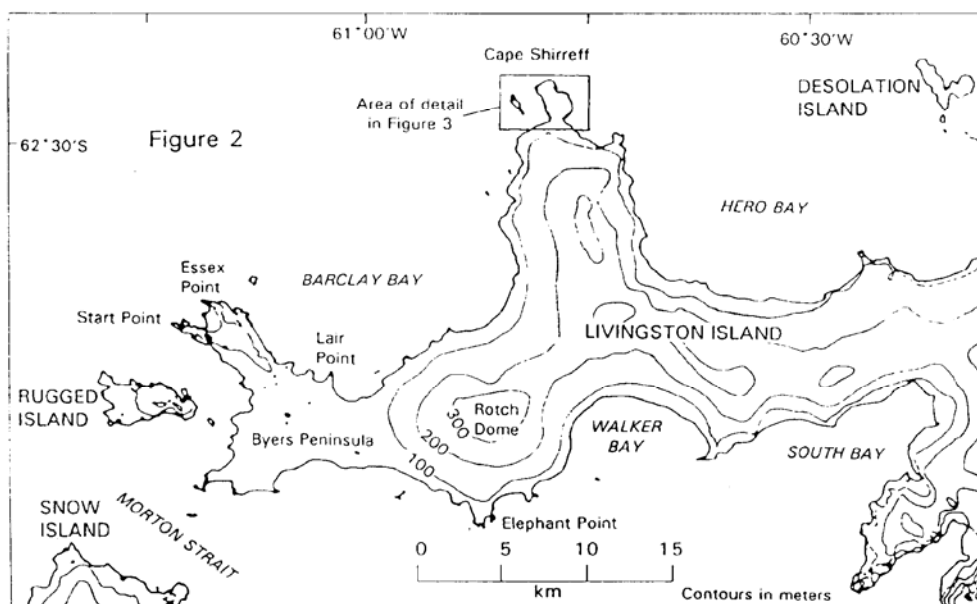 61°00'W
60°30'W
Cape Shirreff
DESOLATION
ISLAND
Area of detail
in Figure 3
62°30'S
Figure 2
HERO BAY
Essex
Point
BARCLAY BAY
Start Point
Lair
Point
LIVINGSTON ISLAND
RUGGED
ISLAND
Rotch
Dome
300
200
100
WALKER
BAY
Byers Peninsula
SOUTH BAY
SNOW
ISLAND
MORTON STRAIT
Elephant Point
0 5 10 15
km
Contours in meters